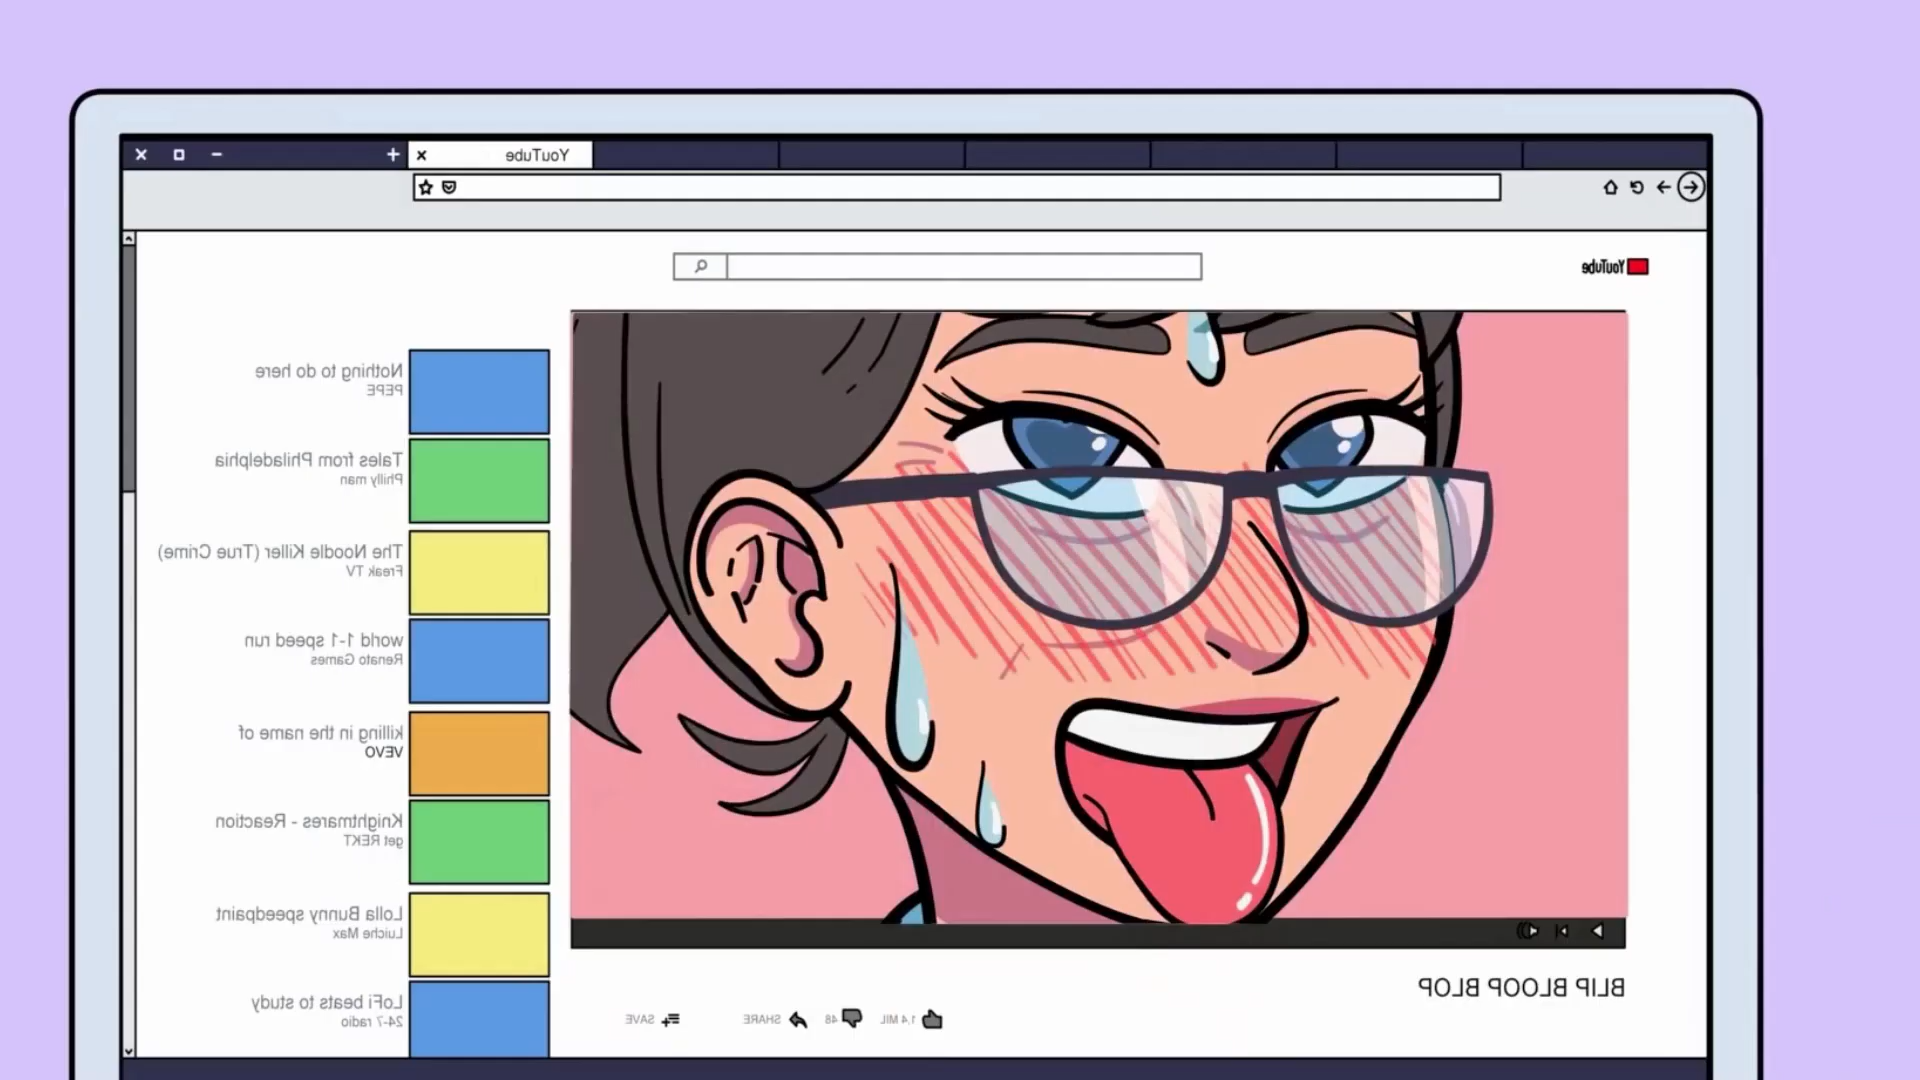 YouTube
YouTube
Nothing to do here
PEPE
Tales from Philadelphia
Philly man
The Noodle Killer (True Crime)
Freak TV
world 1-1 speed run
Renato Games
killing in the name of
VEVO
Knightmares - Reaction
get REKT
Lolla Bunny speedpaint
Luiche Max
LoFi beats to study
24-7 radio
BLIP BLOOP BLOP
1,4 MIL 48 SHARE SAVE